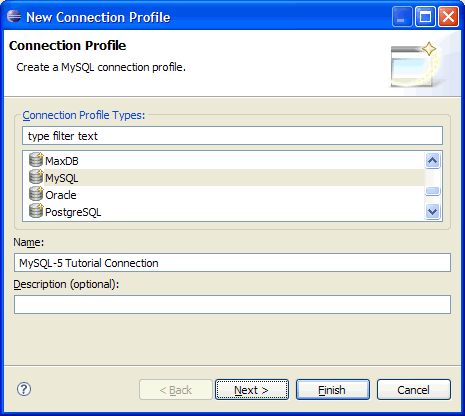 New Connection Profile
Connection Profile
Create a MySQL connection profile.
Connection Profile Types:
type filter text
MaxDB
MySQL
Oracle
PostgreSQL
Name:
MySQL-5 Tutorial Connection
Description (optional):
? < Back Next > Finish Cancel